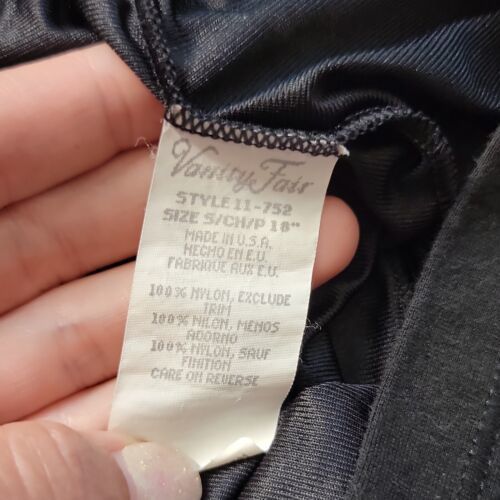 Vanity Fair
STYLE 11-752
SIZE S/CH/P 18"
MADE IN U.S.A.
HECHO EN E.U.
FABRIQUE AUX E.U.
100% NYLON, EXCLUDE
TRIM
100% NILON, MENOS
ADORNO
100% NYLON, SAUF
FINITION
CARE ON REVERSE